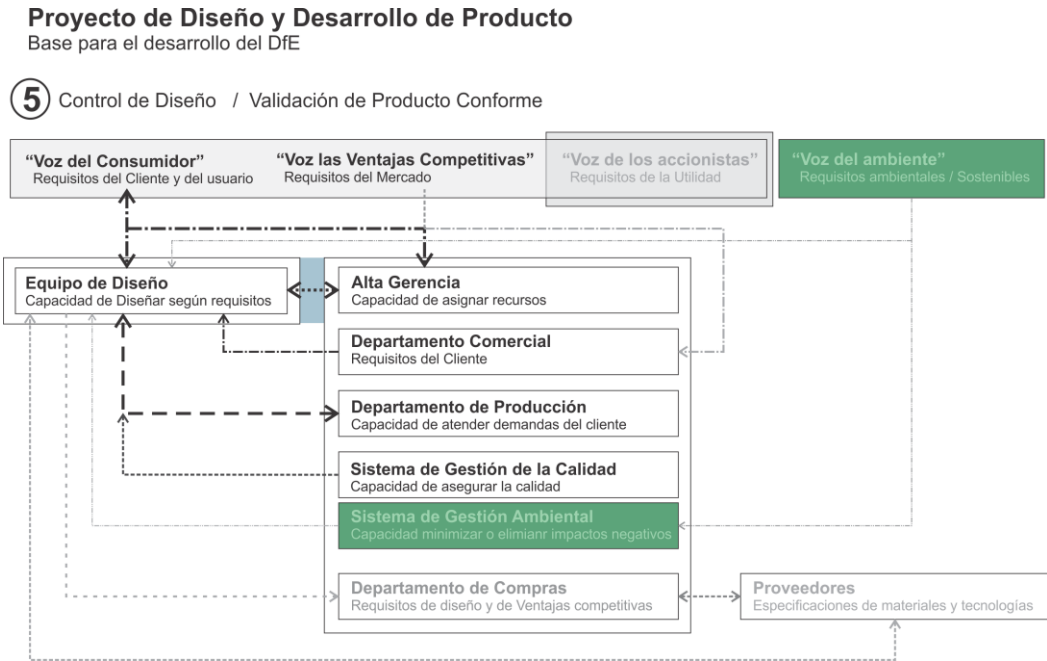 Proyecto de Diseño y Desarrollo de Producto
Base para el desarrollo del DfE
5 Control de Diseño / Validación de Producto Conforme
“Voz del Consumidor”
Requisitos del Cliente y del usuario
“Voz las Ventajas Competitivas”
Requisitos del Mercado
“Voz de los accionistas”
Requisitos de la Utilidad
“Voz del ambiente”
Requisitos ambientales / Sostenibles
Equipo de Diseño
Capacidad de Diseñar según requisitos
Alta Gerencia
Capacidad de asignar recursos
Departamento Comercial
Requisitos del Cliente
Departamento de Producción
Capacidad de atender demandas del cliente
Sistema de Gestión de la Calidad
Capacidad de asegurar la calidad
Sistema de Gestión Ambiental
Capacidad minimizar o elimianr impactos negativos
Departamento de Compras
Requisitos de diseño y de Ventajas competitivas
Proveedores
Especificaciones de materiales y tecnologías